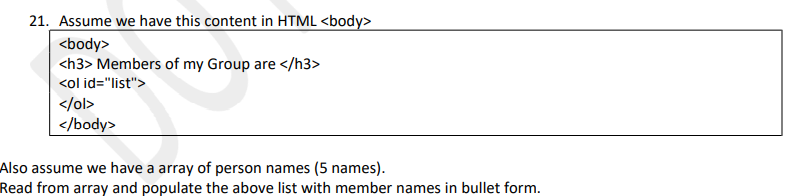 21. Assume we have this content in HTML <body>
<body>
<h3> Members of my Group are </h3>
<ol id="list">
</ol>
</body>
Also assume we have a array of person names (5 names).
Read from array and populate the above list with member names in bullet form.